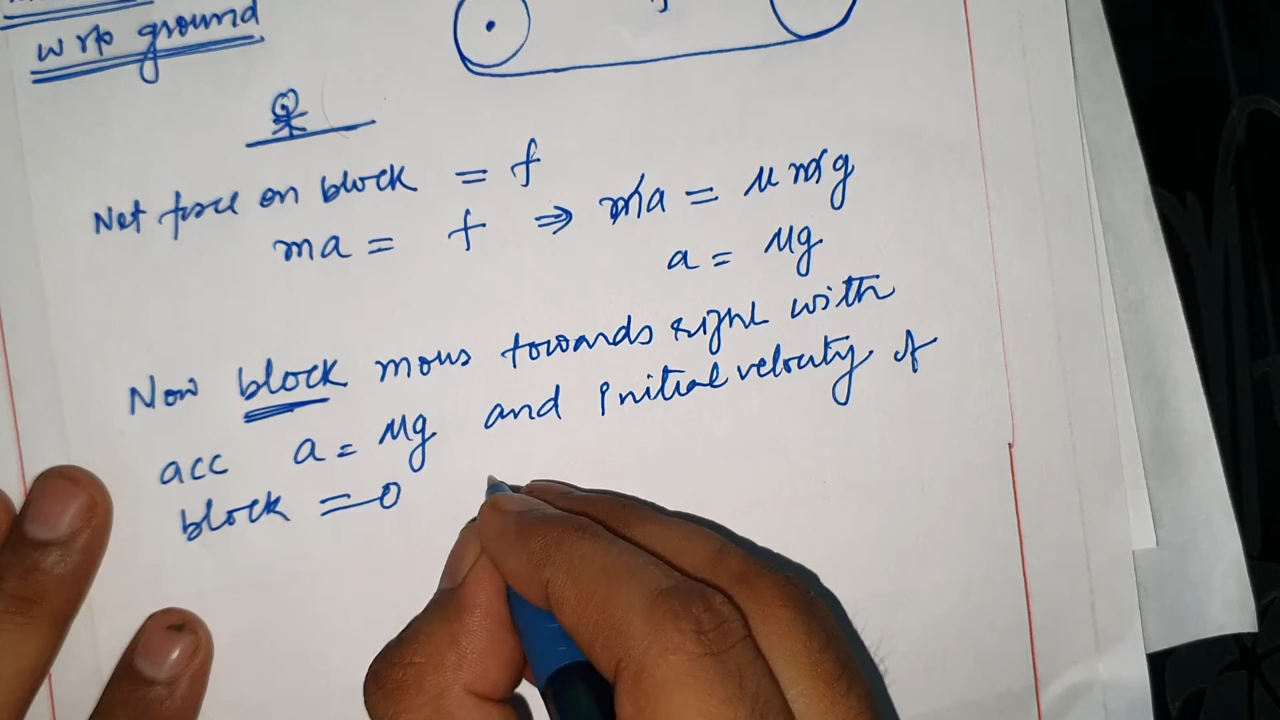 w r to ground
Net force on block = f
ma = f ⇒ ma = μmg
a = μg
Now block moves towards right with
acc a = μg and initial velocity of
block = 0